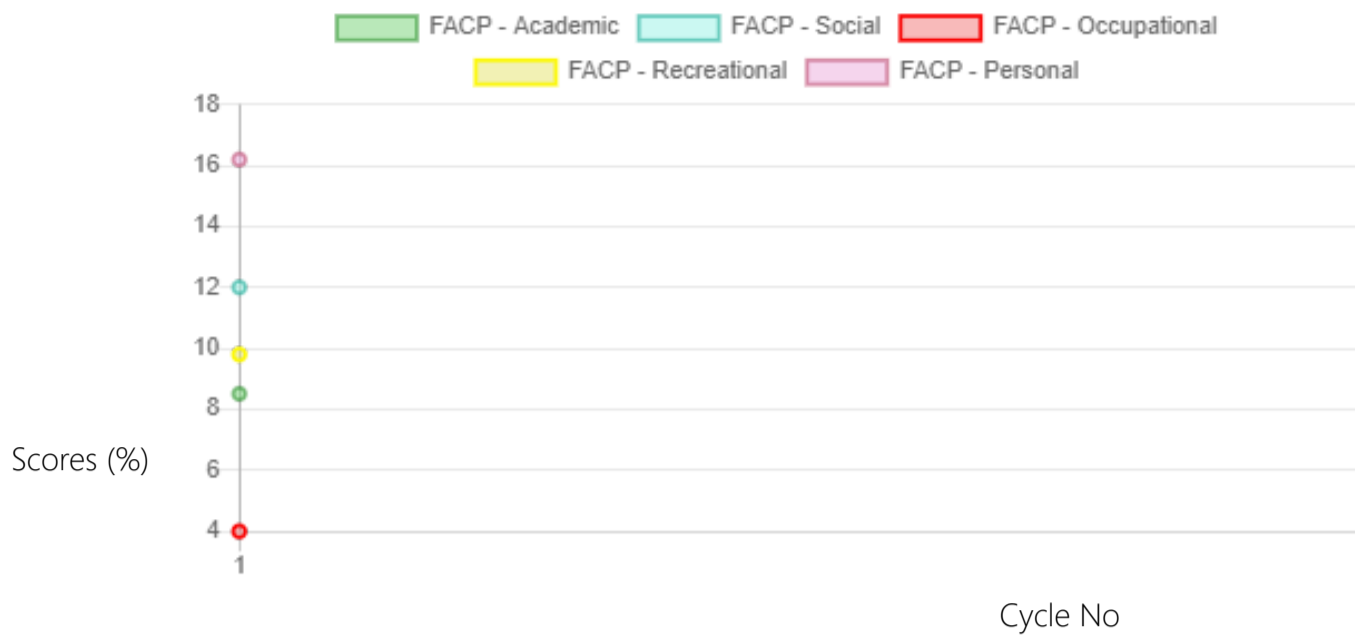 FACP - Academic FACP - Social FACP - Occupational
FACP - Recreational FACP - Personal
18
16
14
12
10
8
Scores (%)
6
4
1
Cycle No